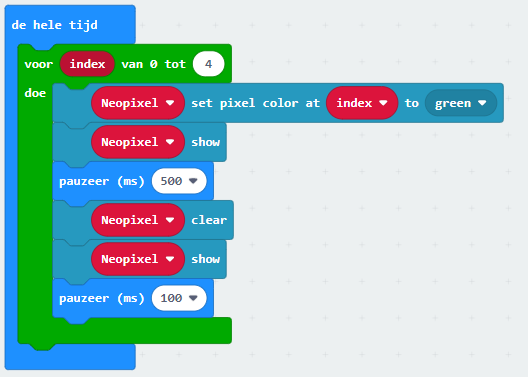 de hele tijd
voor index van 0 tot 4
doe Neopixel set pixel color at index to green
Neopixel show
pauzeer (ms) 500
Neopixel clear
Neopixel show
pauzeer (ms) 100